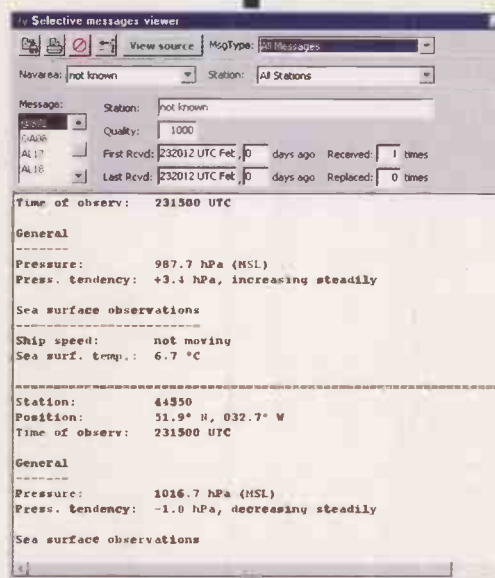 Selective messages viewer
View source MsgType: All Messages
Navarea: not known Station: All Stations
Message: Station: not known
Quality: 1000
OA06
AL17 First Rcvd: 232012 UTC Feb, 0 days ago Received: 1 times
AL18 Last Rcvd: 232012 UTC Feb, 0 days ago Replaced: 0 times
Time of observ: 231500 UTC
General
-------
Pressure: 987.7 hPa (MSL)
Press. tendency: +3.4 hPa, increasing steadily
Sea surface observations
------------------------
Ship speed: not moving
Sea surf. temp.: 6.7 °C
Station: 44550
Position: 51.9° N, 032.7° W
Time of observ: 231500 UTC
General
-------
Pressure: 1016.7 hPa (MSL)
Press. tendency: -1.0 hPa, decreasing steadily
Sea surface observations